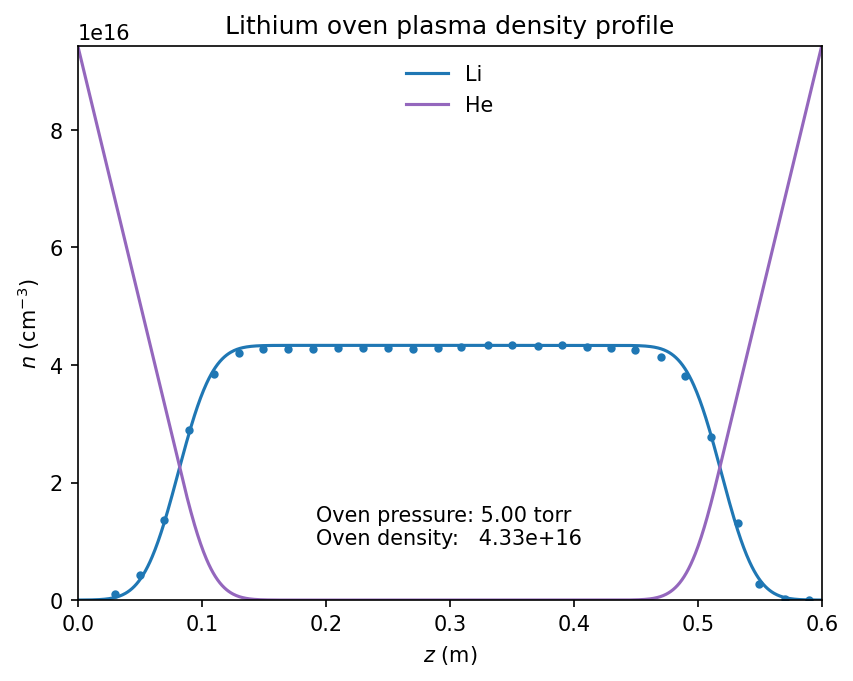 Lithium oven plasma density profile
1e16
Li
He
8
6
4
2
0
n (cm⁻³)
Oven pressure: 5.00 torr
Oven density: 4.33e+16
0.0 0.1 0.2 0.3 0.4 0.5 0.6
z (m)